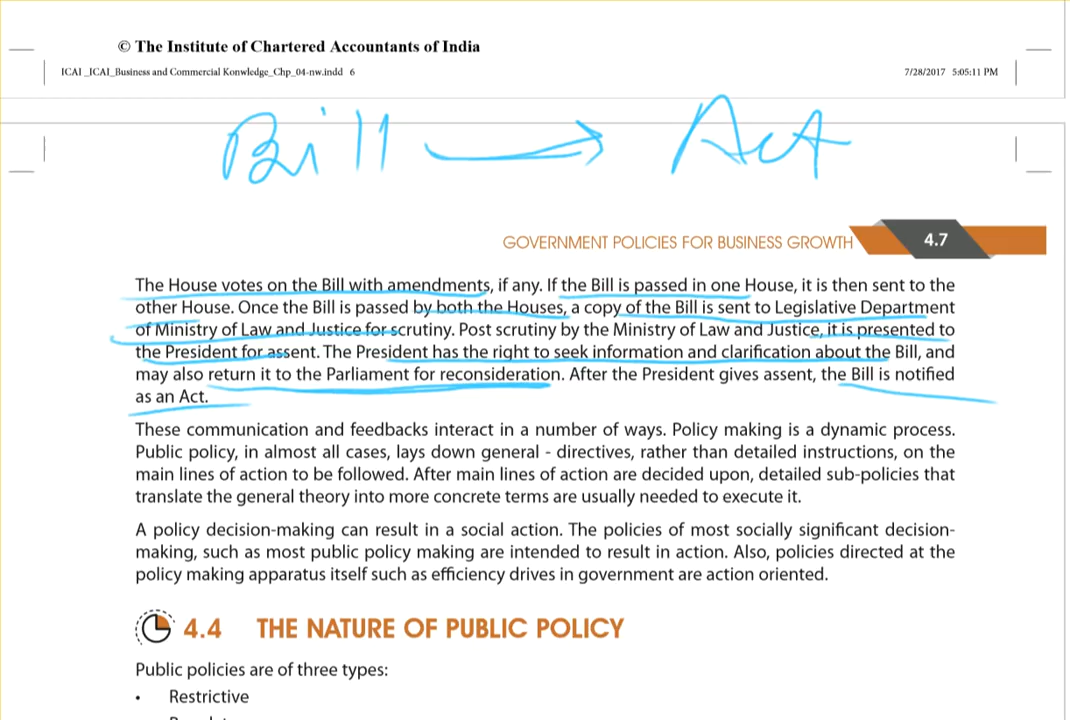 © The Institute of Chartered Accountants of India
ICAI _ICAI_Business and Commercial Konwledge_Chp_04-nw.indd 6
7/28/2017 5:05:11 PM
Bill → Act
GOVERNMENT POLICIES FOR BUSINESS GROWTH 4.7
The House votes on the Bill with amendments, if any. If the Bill is passed in one House, it is then sent to the
other House. Once the Bill is passed by both the Houses, a copy of the Bill is sent to Legislative Department
of Ministry of Law and Justice for scrutiny. Post scrutiny by the Ministry of Law and Justice, it is presented to
the President for assent. The President has the right to seek information and clarification about the Bill, and
may also return it to the Parliament for reconsideration. After the President gives assent, the Bill is notified
as an Act.
These communication and feedbacks interact in a number of ways. Policy making is a dynamic process.
Public policy, in almost all cases, lays down general - directives, rather than detailed instructions, on the
main lines of action to be followed. After main lines of action are decided upon, detailed sub-policies that
translate the general theory into more concrete terms are usually needed to execute it.
A policy decision-making can result in a social action. The policies of most socially significant decision-
making, such as most public policy making are intended to result in action. Also, policies directed at the
policy making apparatus itself such as efficiency drives in government are action oriented.
4.4 THE NATURE OF PUBLIC POLICY
Public policies are of three types:
• Restrictive